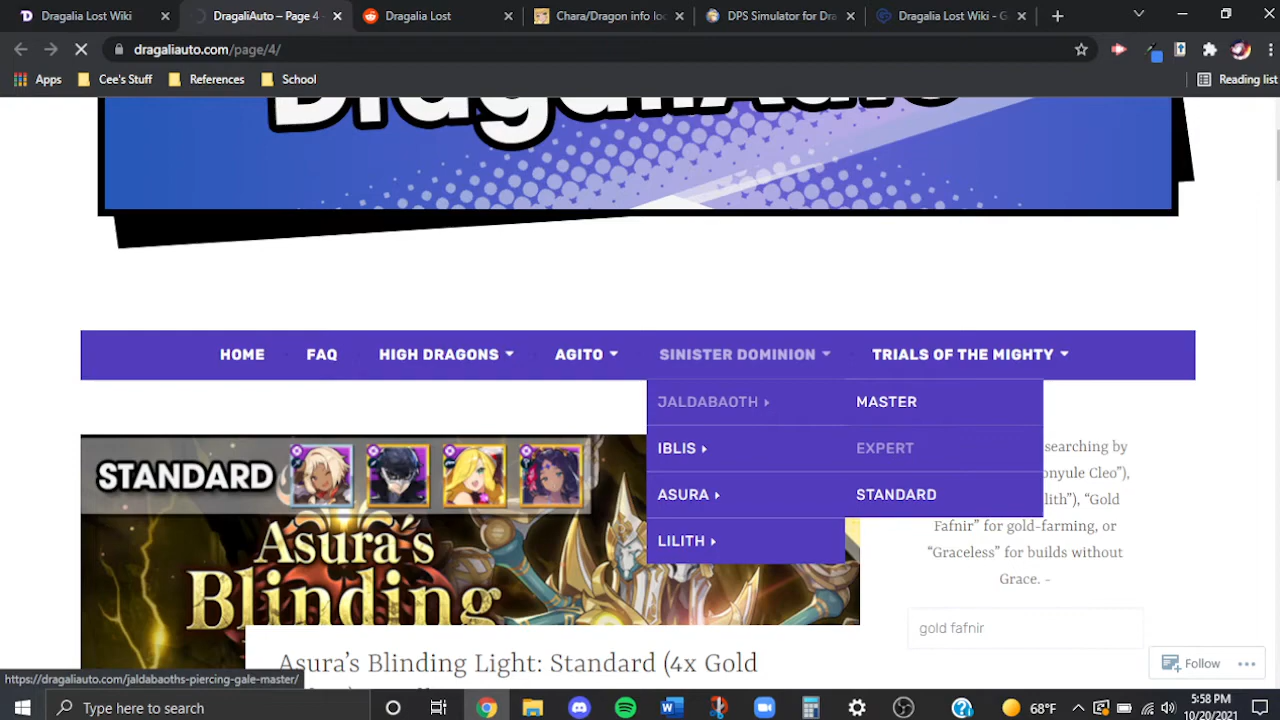 Dragalia Lost Wiki
DragaliAuto – Page 4
Dragalia Lost
Chara/Dragon info loc
DPS Simulator for Dra
Dragalia Lost Wiki - G
dragaliauto.com/page/4/
Apps
Cee's Stuff
References
School
Reading list
DragaliAuto
HOME
FAQ
HIGH DRAGONS
AGITO
SINISTER DOMINION
TRIALS OF THE MIGHTY
JALDABAOTH
MASTER
IBLIS
EXPERT
ASURA
STANDARD
LILITH
searching by
onyule Cleo"),
lith"), "Gold
Fafnir" for gold-farming, or
"Graceless" for builds without
Grace. –
gold fafnir
STANDARD
Asura's
Blinding
Asura's Blinding Light: Standard (4x Gold
Follow
https://dragaliauto.com/jaldabaoths-piercing-gale-master/
Type here to search
68°F
5:58 PM
10/20/2021